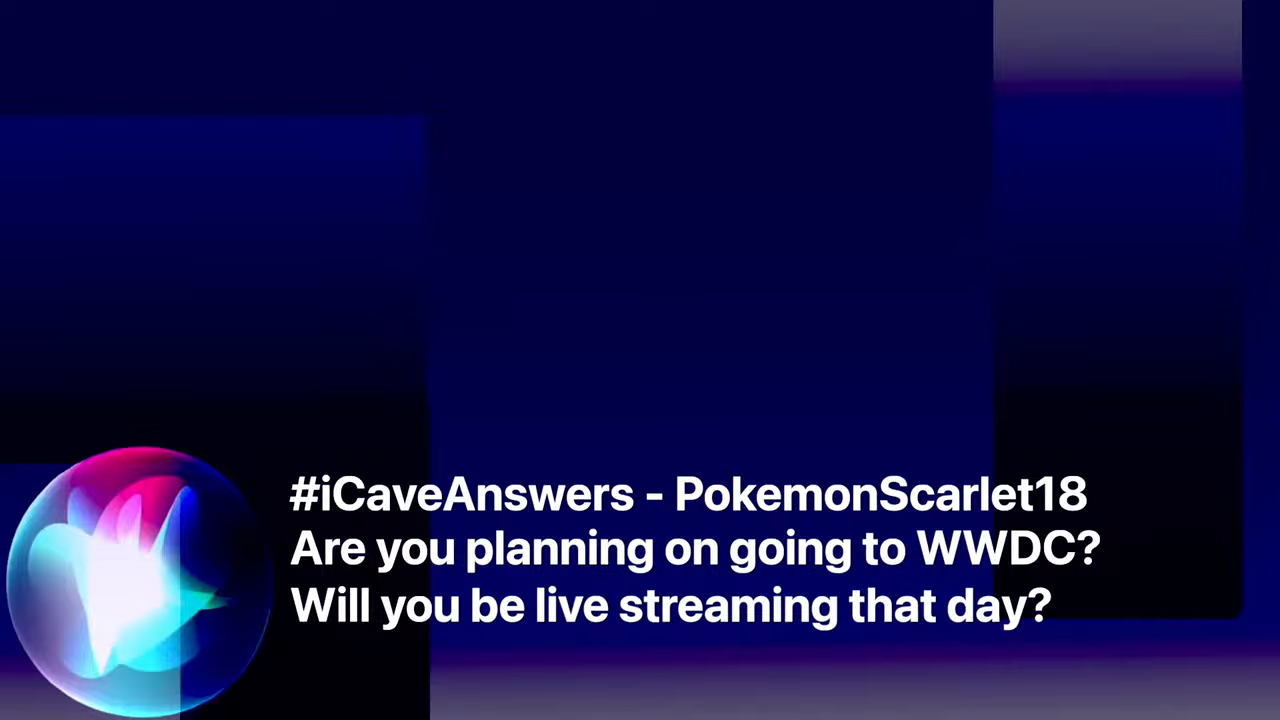 #iCaveAnswers - PokemonScarlet18
Are you planning on going to WWDC?
Will you be live streaming that day?